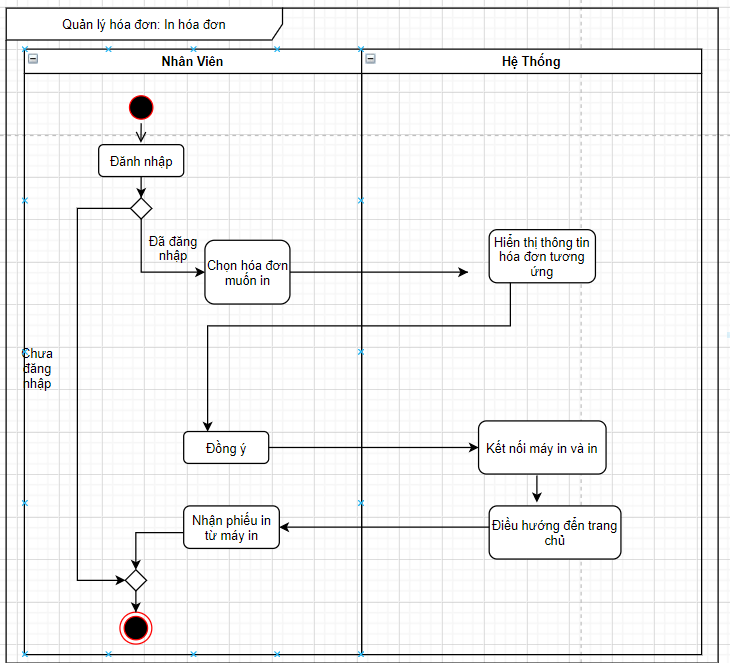 Quản lý hóa đơn: In hóa đơn
Nhân Viên
Hệ Thống
Đănh nhập
Đã đăng
nhập
Chọn hóa đơn
muốn in
Hiển thị thông tin
hóa đơn tương
ứng
Chưa
đăng
nhập
Đồng ý
Kết nối máy in và in
Nhận phiếu in
từ máy in
Điều hướng đến trang
chủ